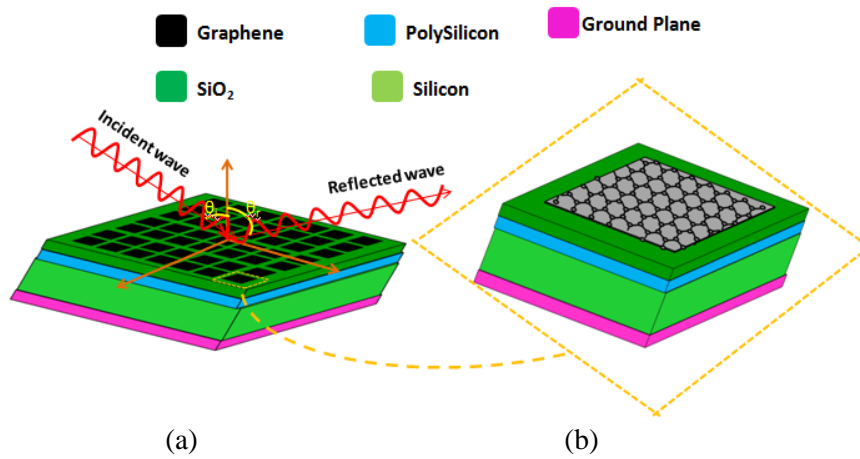 Graphene
PolySilicon
Ground Plane
SiO₂
Silicon
Incident wave
Reflected wave
(a)
(b)